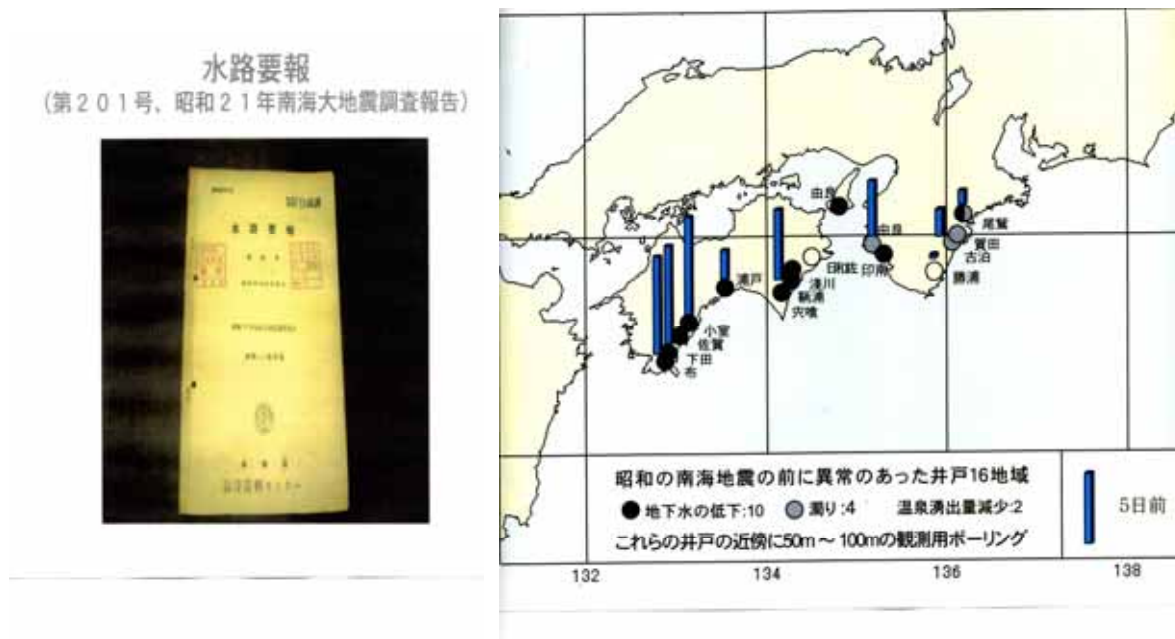 水路要報
(第201号、昭和21年南海大地震調査報告)
水路要報
由良
尾鷲
賀田
古泊
勝浦
由良
印南
日和佐
浅川
鞆浦
宍喰
浦戸
小室
佐賀
下田
布
昭和の南海地震の前に異常のあった井戸16地域
地下水の低下:10 濁り:4 温泉湧出量減少:2
これらの井戸の近傍に50m~100mの観測用ボーリング
5日前
132 134 136 138